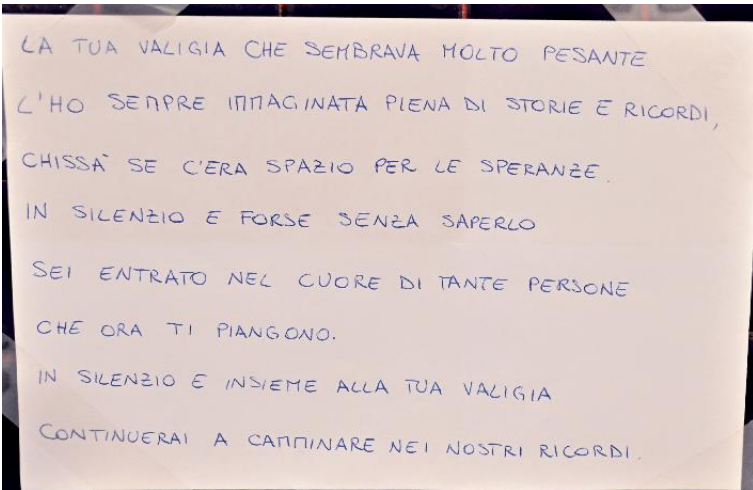 LA TUA VALIGIA CHE SEMBRAVA MOLTO PESANTE
L'HO SEMPRE IMMAGINATA PIENA DI STORIE E RICORDI,
CHISSÀ SE C'ERA SPAZIO PER LE SPERANZE.
IN SILENZIO E FORSE SENZA SAPERLO
SEI ENTRATO NEL CUORE DI TANTE PERSONE
CHE ORA TI PIANGONO.
IN SILENZIO E INSIEME ALLA TUA VALIGIA
CONTINUERAI A CAMMINARE NEI NOSTRI RICORDI.